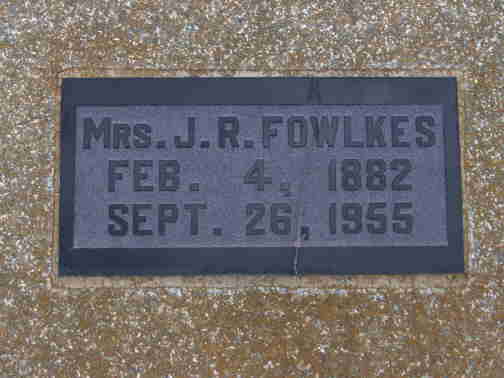 MRS. J. R. FOWLKES
FEB. 4, 1882
SEPT. 26, 1955